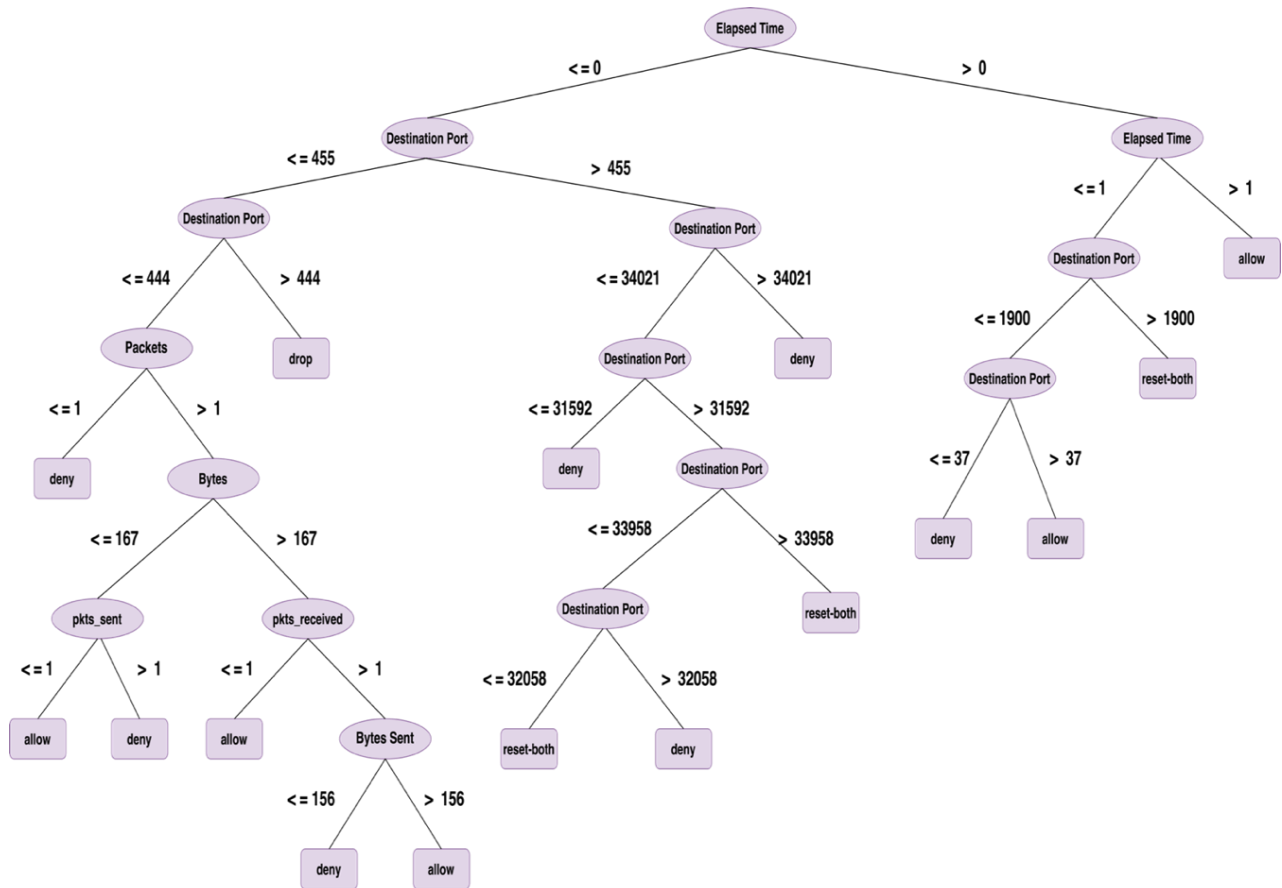 Elapsed Time
<=0
> 0
Destination Port
Elapsed Time
<=455
> 455
<=1
> 1
Destination Port
Destination Port
Destination Port
allow
<=444
> 444
<=34021
> 34021
<=1900
> 1900
Packets
drop
Destination Port
deny
Destination Port
reset-both
<=1
> 1
<=31592
> 31592
<=37
> 37
deny
Bytes
deny
Destination Port
deny
allow
<=167
> 167
<=33958
> 33958
pkts_sent
pkts_received
Destination Port
reset-both
<=1
> 1
<=1
> 1
<=32058
> 32058
allow
deny
allow
Bytes Sent
reset-both
deny
<=156
> 156
deny
allow